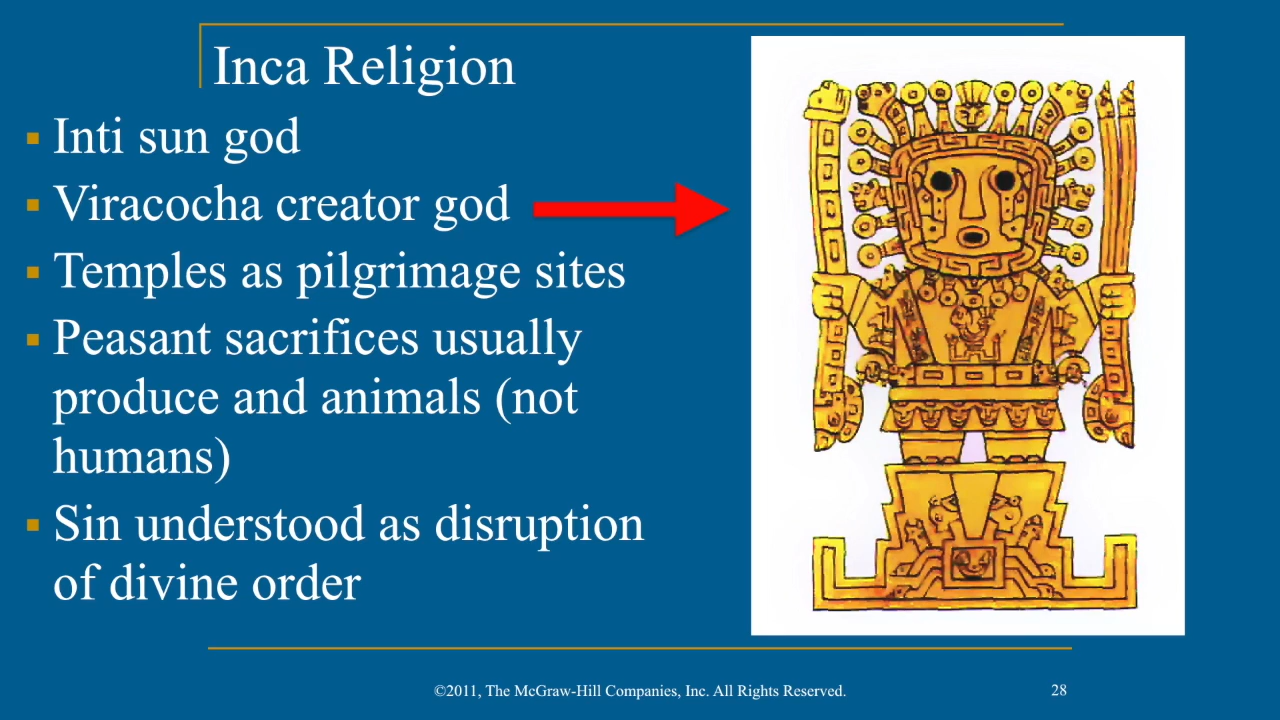 Inca Religion
Inti sun god
Viracocha creator god
Temples as pilgrimage sites
Peasant sacrifices usually
produce and animals (not
humans)
Sin understood as disruption
of divine order
©2011, The McGraw-Hill Companies, Inc. All Rights Reserved.
28